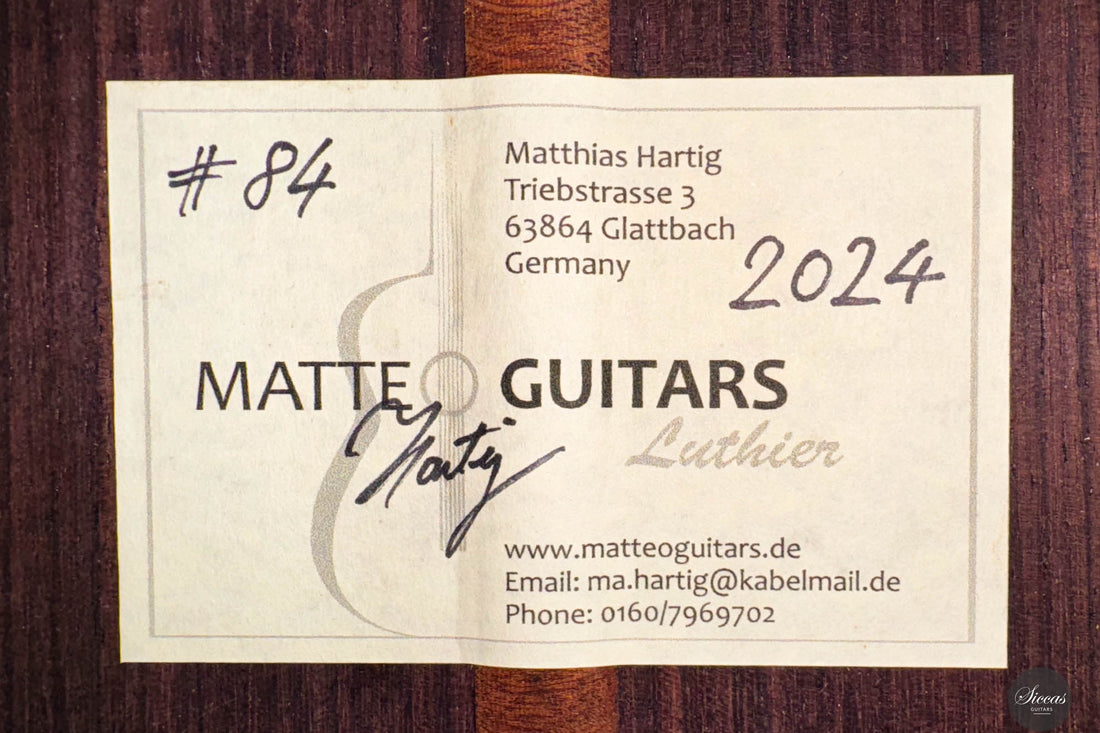 # 84
Matthias Hartig
Triebstrasse 3
63864 Glattbach
Germany
2024
MATTEO GUITARS
Luthier
Hartig
www.matteoguitars.de
Email: ma.hartig@kabelmail.de
Phone: 0160/7969702
Siccas
GUITARS